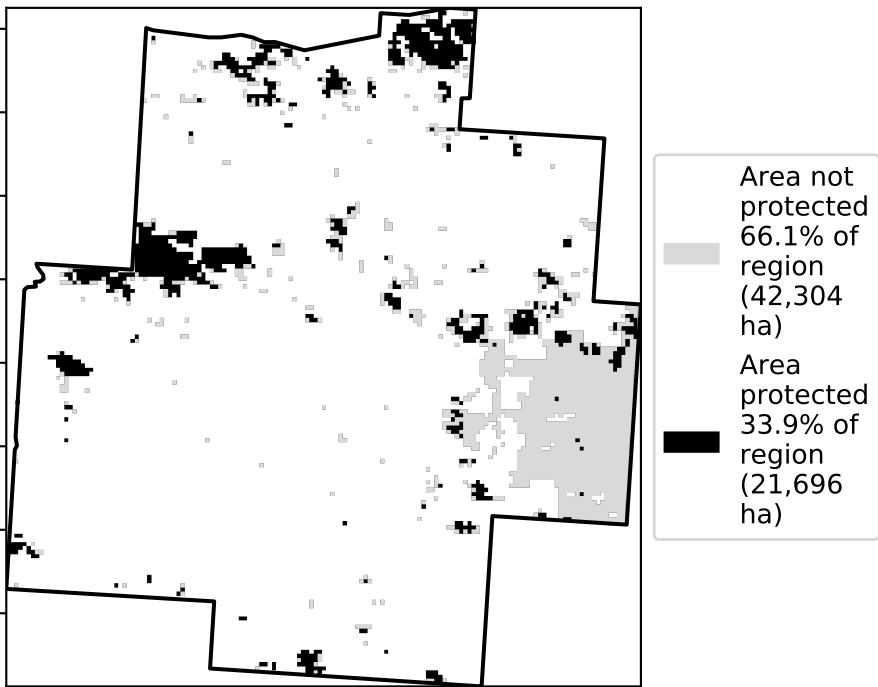 Area not
protected
66.1% of
region
(42,304
ha)
Area
protected
33.9% of
region
(21,696
ha)